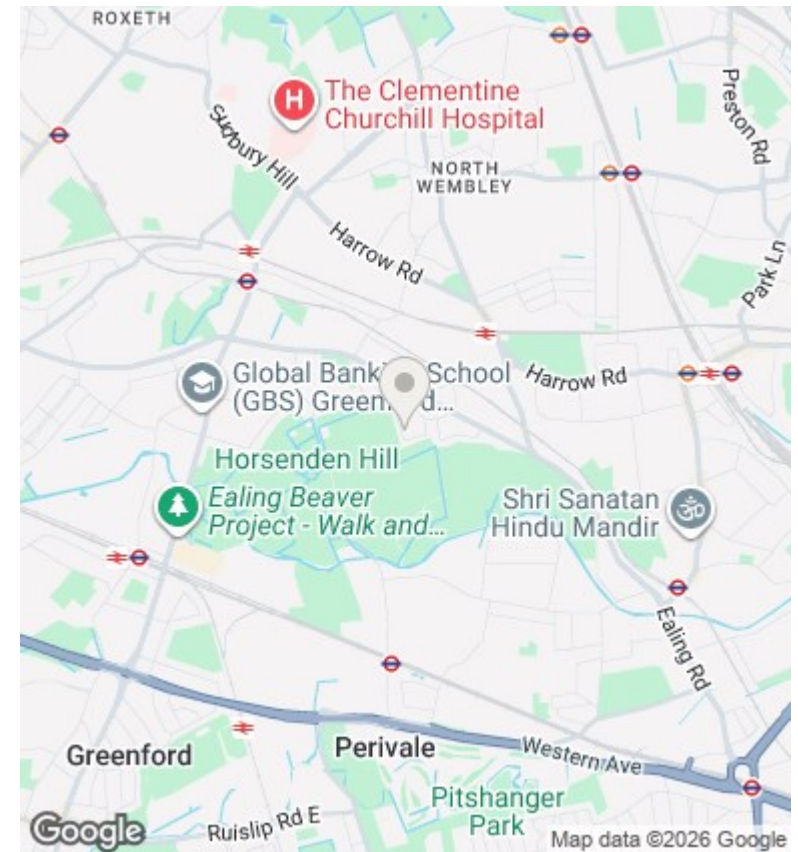 ROXETH
The Clementine
Churchill Hospital
H
Preston Rd
Sudbury Hill
NORTH
WEMBLEY
Harrow Rd
Park Ln
Global School
(GBS)
Harrow Rd
Horsenden Hill
Ealing Beaver
Project - Walk and...
Shri Sanatan
Hindu Mandir
Ealing Rd
Greenford
Perivale
Western Ave
Pitshanger
Park
Ruislip Rd E
Google
Map data ©2026 Google